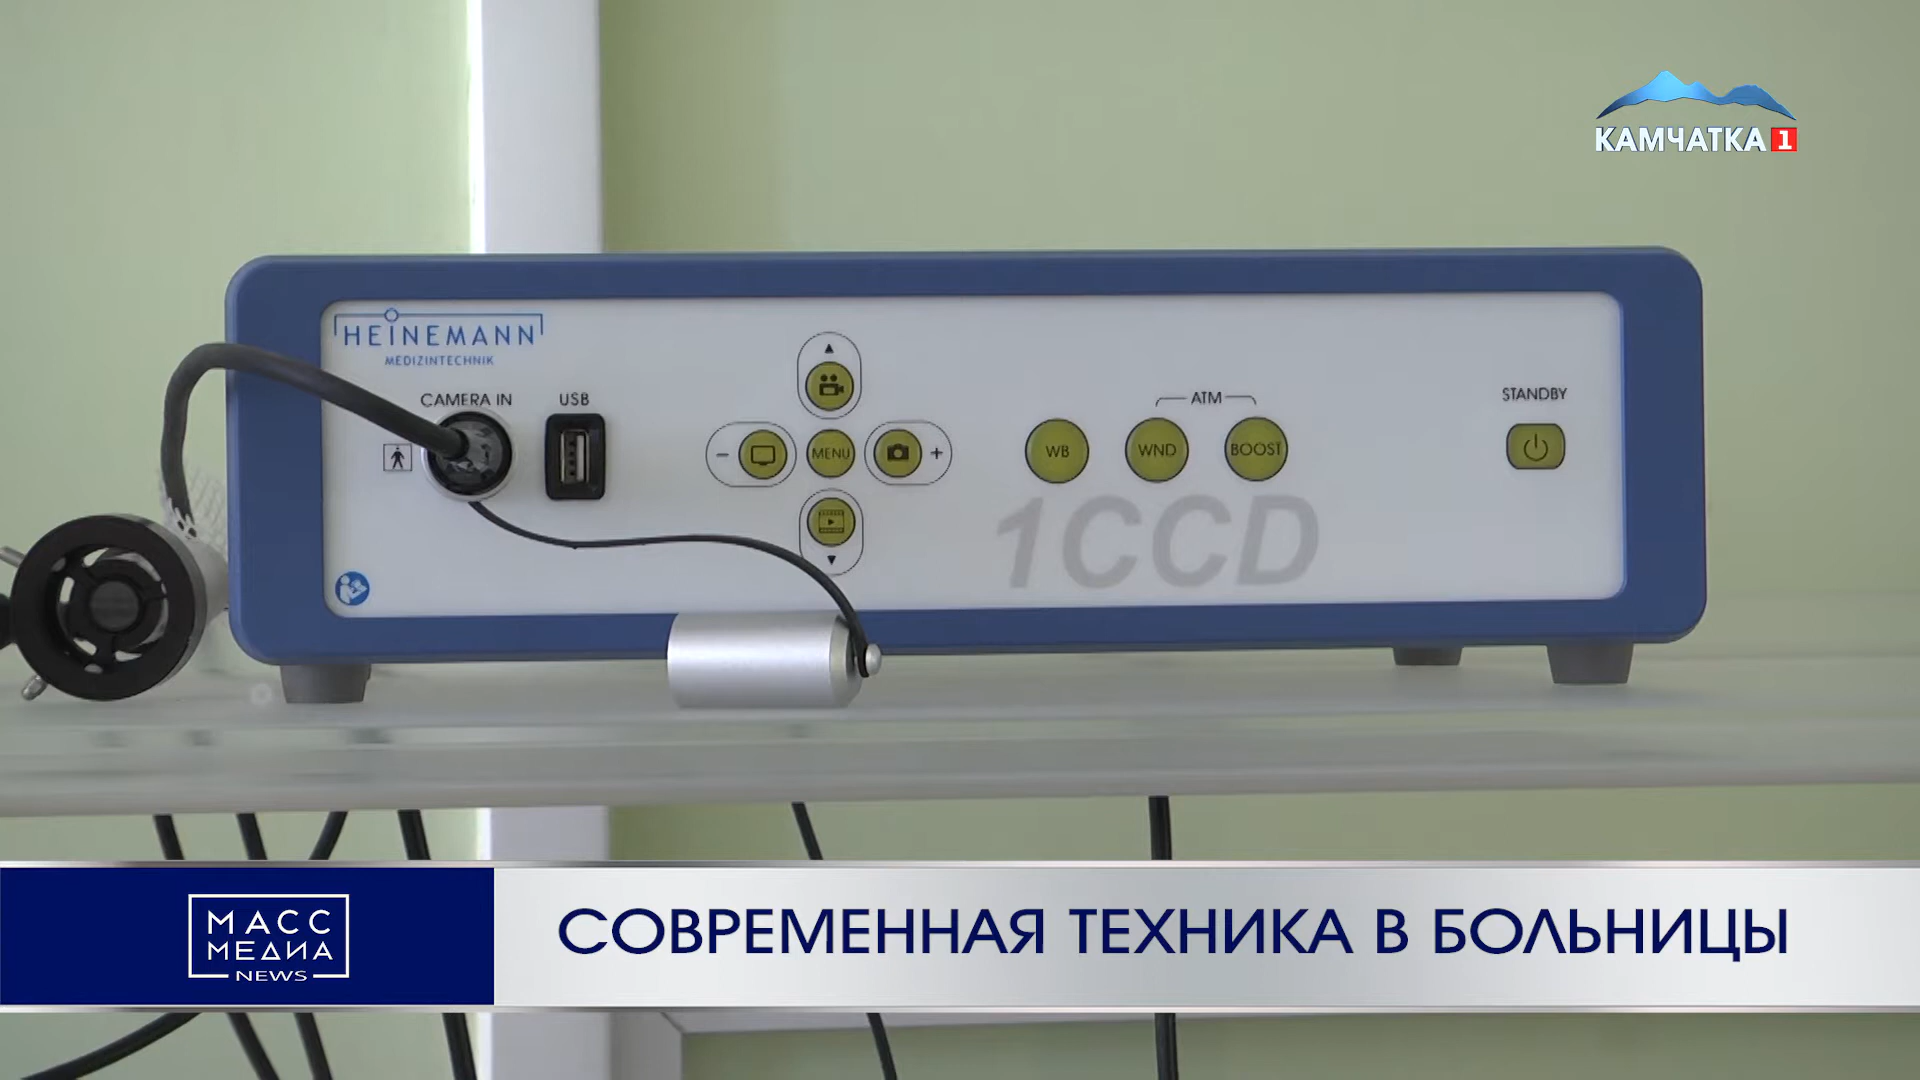 КАМЧАТКА 1
HEINEMANN
MEDIZINTECHNIK
CAMERA IN
USB
MENU
WB
ATM
WND
BOOST
STANDBY
1CCD
МАСС
МЕДИА
NEWS
СОВРЕМЕННАЯ ТЕХНИКА В БОЛЬНИЦЫ